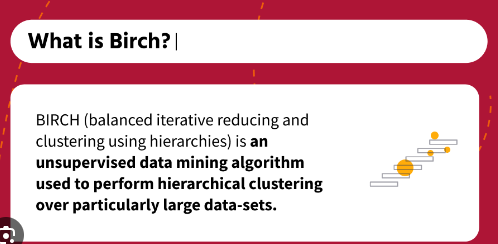 What is Birch? |
BIRCH (balanced iterative reducing and
clustering using hierarchies) is an
unsupervised data mining algorithm
used to perform hierarchical clustering
over particularly large data-sets.